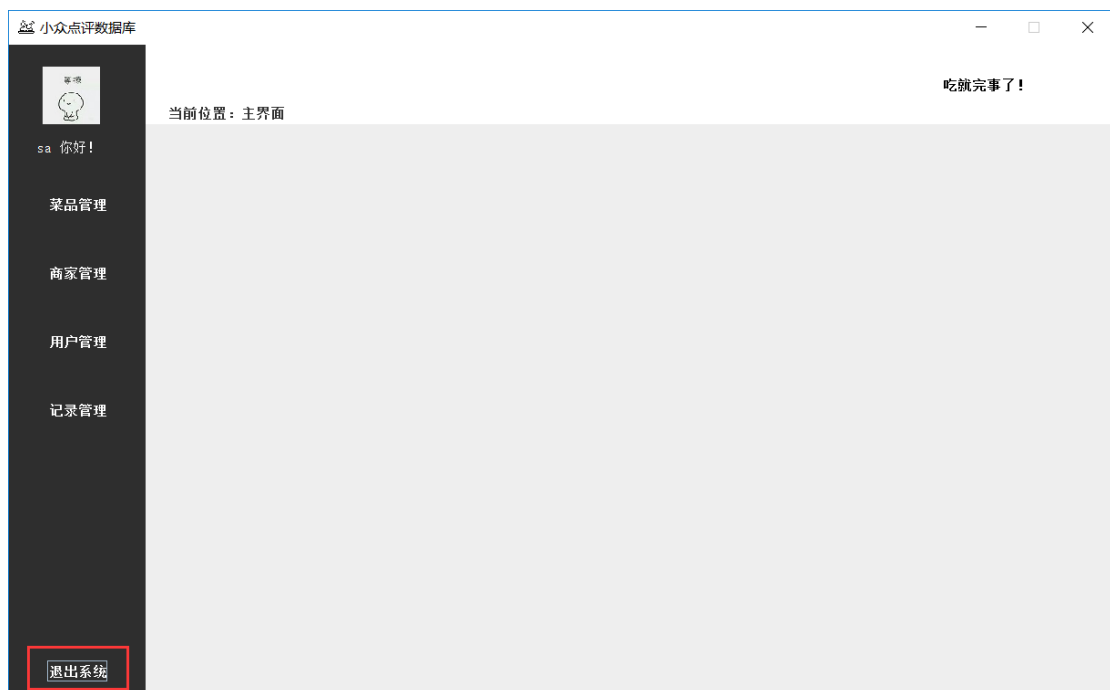 小众点评数据库
吃就完事了!
当前位置：主界面
sa 你好!
菜品管理
商家管理
用户管理
记录管理
退出系统